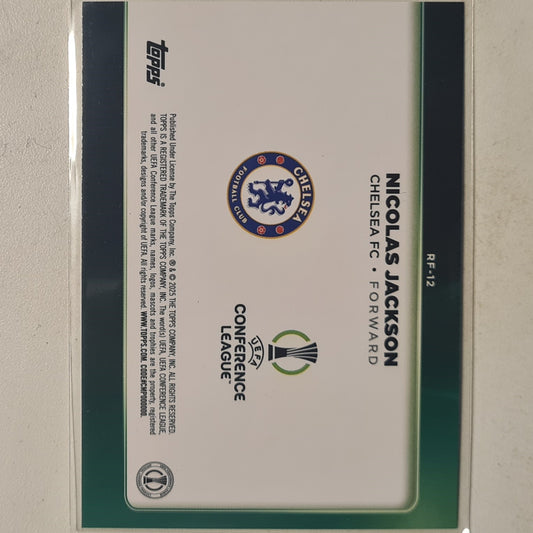 RF-12
NICOLAS JACKSON
CHELSEA FC • FORWARD
CHELSEA
FOOTBALL CLUB
UEFA
CONFERENCE
LEAGUE™
Published Under License by The Topps Company, Inc. ® & © 2025 THE TOPPS COMPANY, INC. ALL RIGHTS RESERVED.
TOPPS IS A REGISTERED TRADEMARK OF THE TOPPS COMPANY, INC. The word(s) UEFA, UEFA CONFERENCE LEAGUE,
and all other UEFA Conference League marks, names, logos, mascots and trophies are the property, registered
trademarks, designs and/or copyright of UEFA. All rights reserved. WWW.TOPPS.COM. CODE#CMP000000.
topps